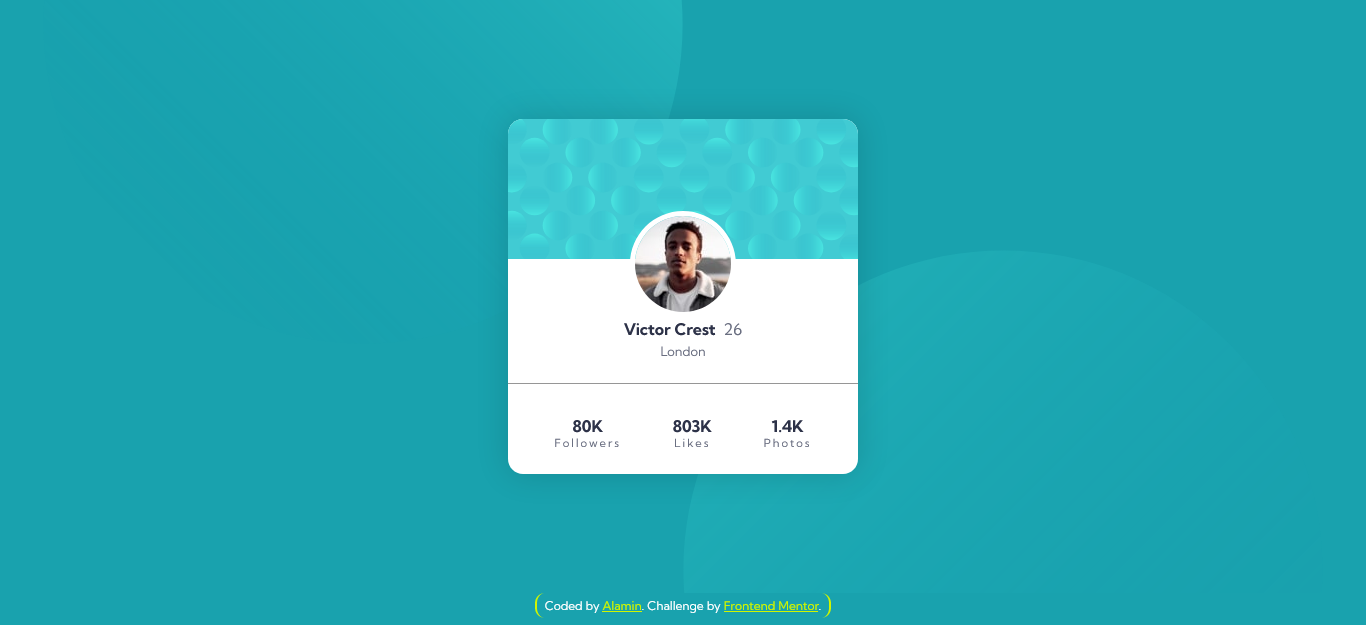 Victor Crest 26
London
80K 803K 1.4K
Followers Likes Photos
Coded by Alamin. Challenge by Frontend Mentor.